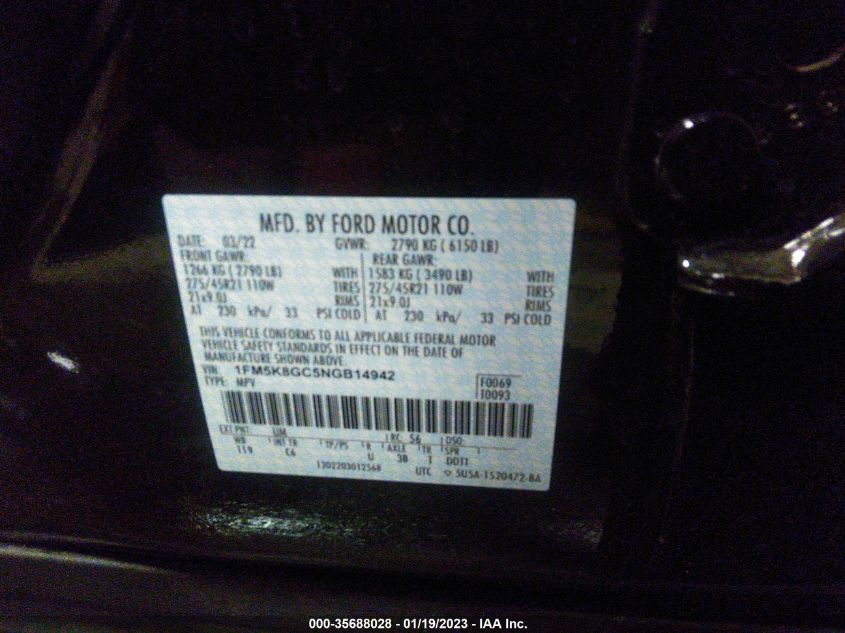 MFD. BY FORD MOTOR CO.
DATE: 03/22 GVWR: 2790 KG ( 6150 LB)
FRONT GAWR: REAR GAWR:
1266 KG ( 2790 LB) WITH 1583 KG ( 3490 LB) WITH
275/45R21 110W TIRES 275/45R21 110W TIRES
21x9.0J RIMS 21x9.0J RIMS
AT 230 kPa/ 33 PSI COLD AT 230 kPa/ 33 PSI COLD
THIS VEHICLE CONFORMS TO ALL APPLICABLE FEDERAL MOTOR
VEHICLE SAFETY STANDARDS IN EFFECT ON THE DATE OF
MANUFACTURE SHOWN ABOVE.
VIN: 1FM5K8GC5NGB14942
TYPE: MPV
F0069
T0093
EXT PNT: UM RC: 56 DSO:
WB INT TR TP/PS R AXLE TR SPR
119 C6 U 3B T DDTT
1202203012568 UTC 5U5A-1520472-BA
000-35688028 - 01/19/2023 - IAA Inc.